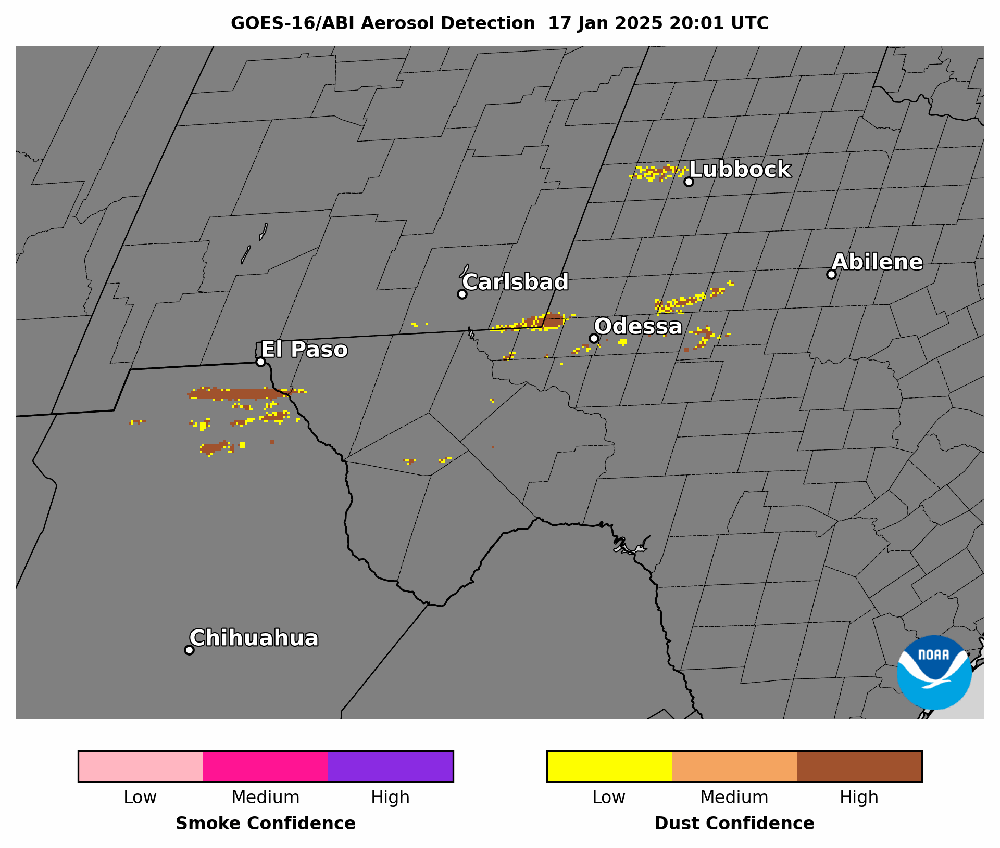 GOES-16/ABI Aerosol Detection  17 Jan 2025 20:01 UTC
Lubbock
Abilene
Carlsbad
Odessa
El Paso
Chihuahua
NOAA
Low Medium High
Smoke Confidence
Low Medium High
Dust Confidence